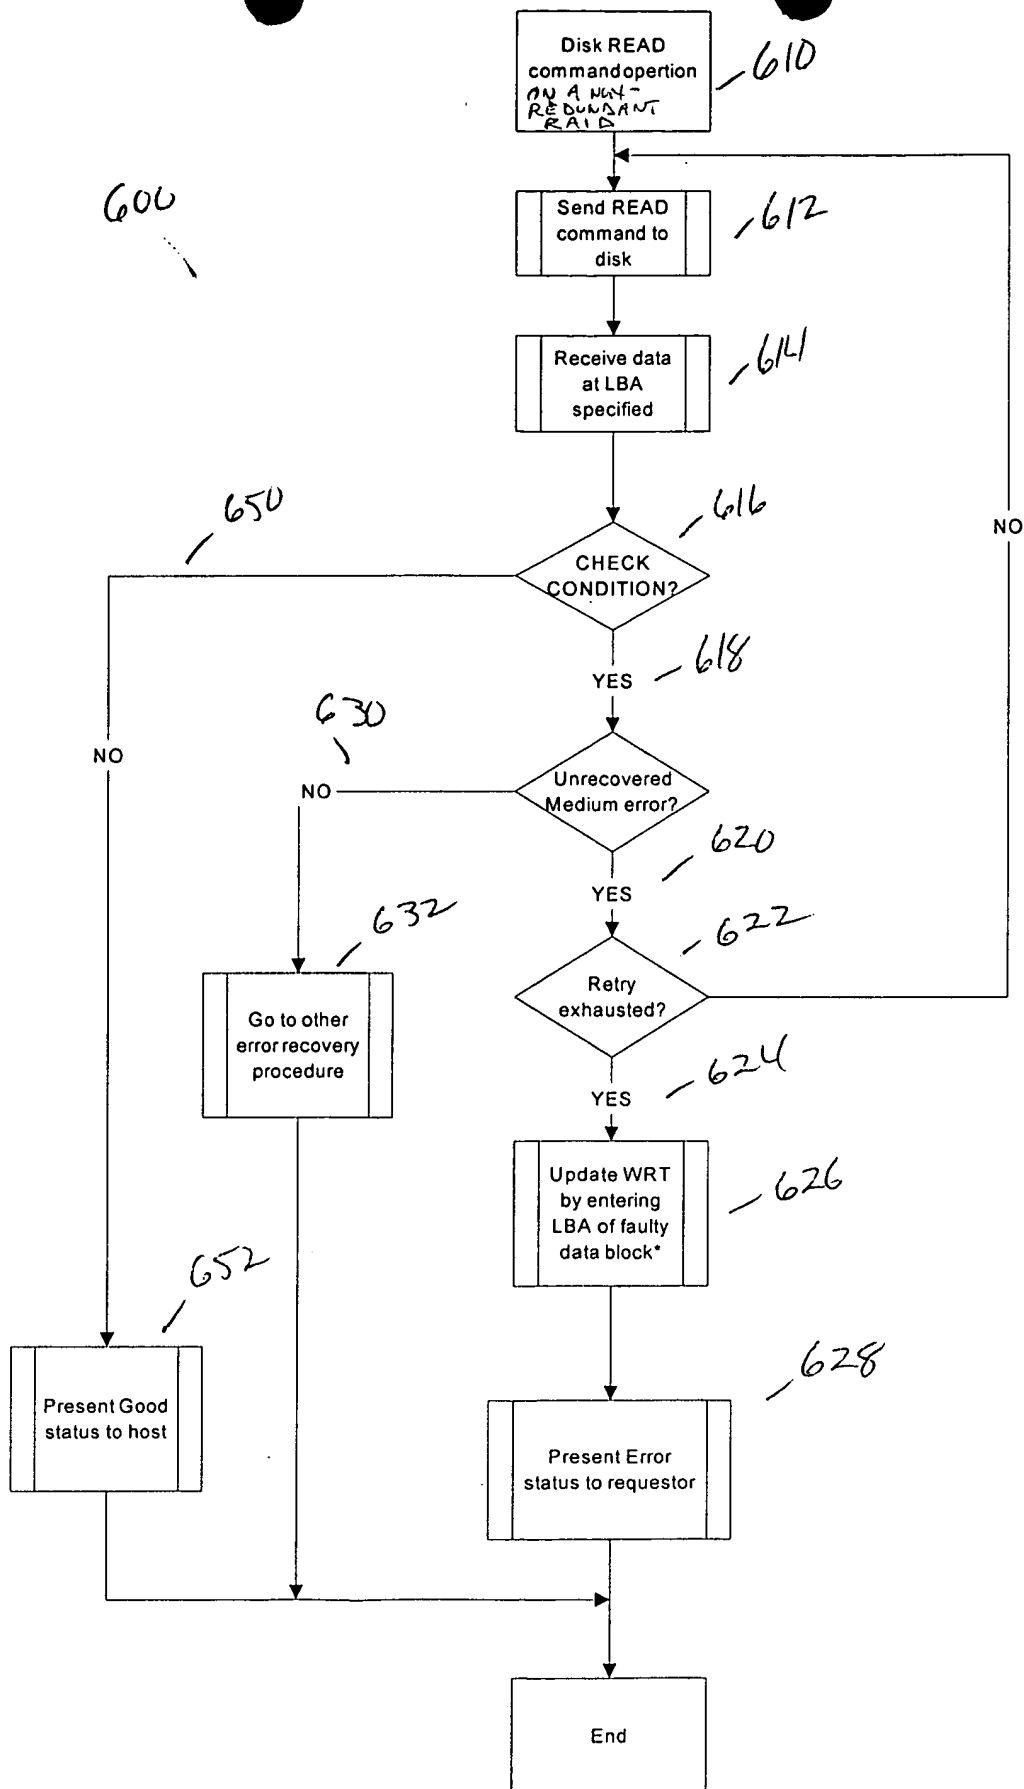 Disk READ
command opertion
ON A NON-
REDUNDANT
RAID
610
600
Send READ
command to
disk
612
Receive data
at LBA
specified
614
650
CHECK
CONDITION?
616
NO
YES
618
NO
630
NO
Unrecovered
Medium error?
YES
620
632
Retry
exhausted?
622
Go to other
error recovery
procedure
YES
624
Update WRT
by entering
LBA of faulty
data block*
626
652
Present Good
status to host
628
Present Error
status to requestor
End